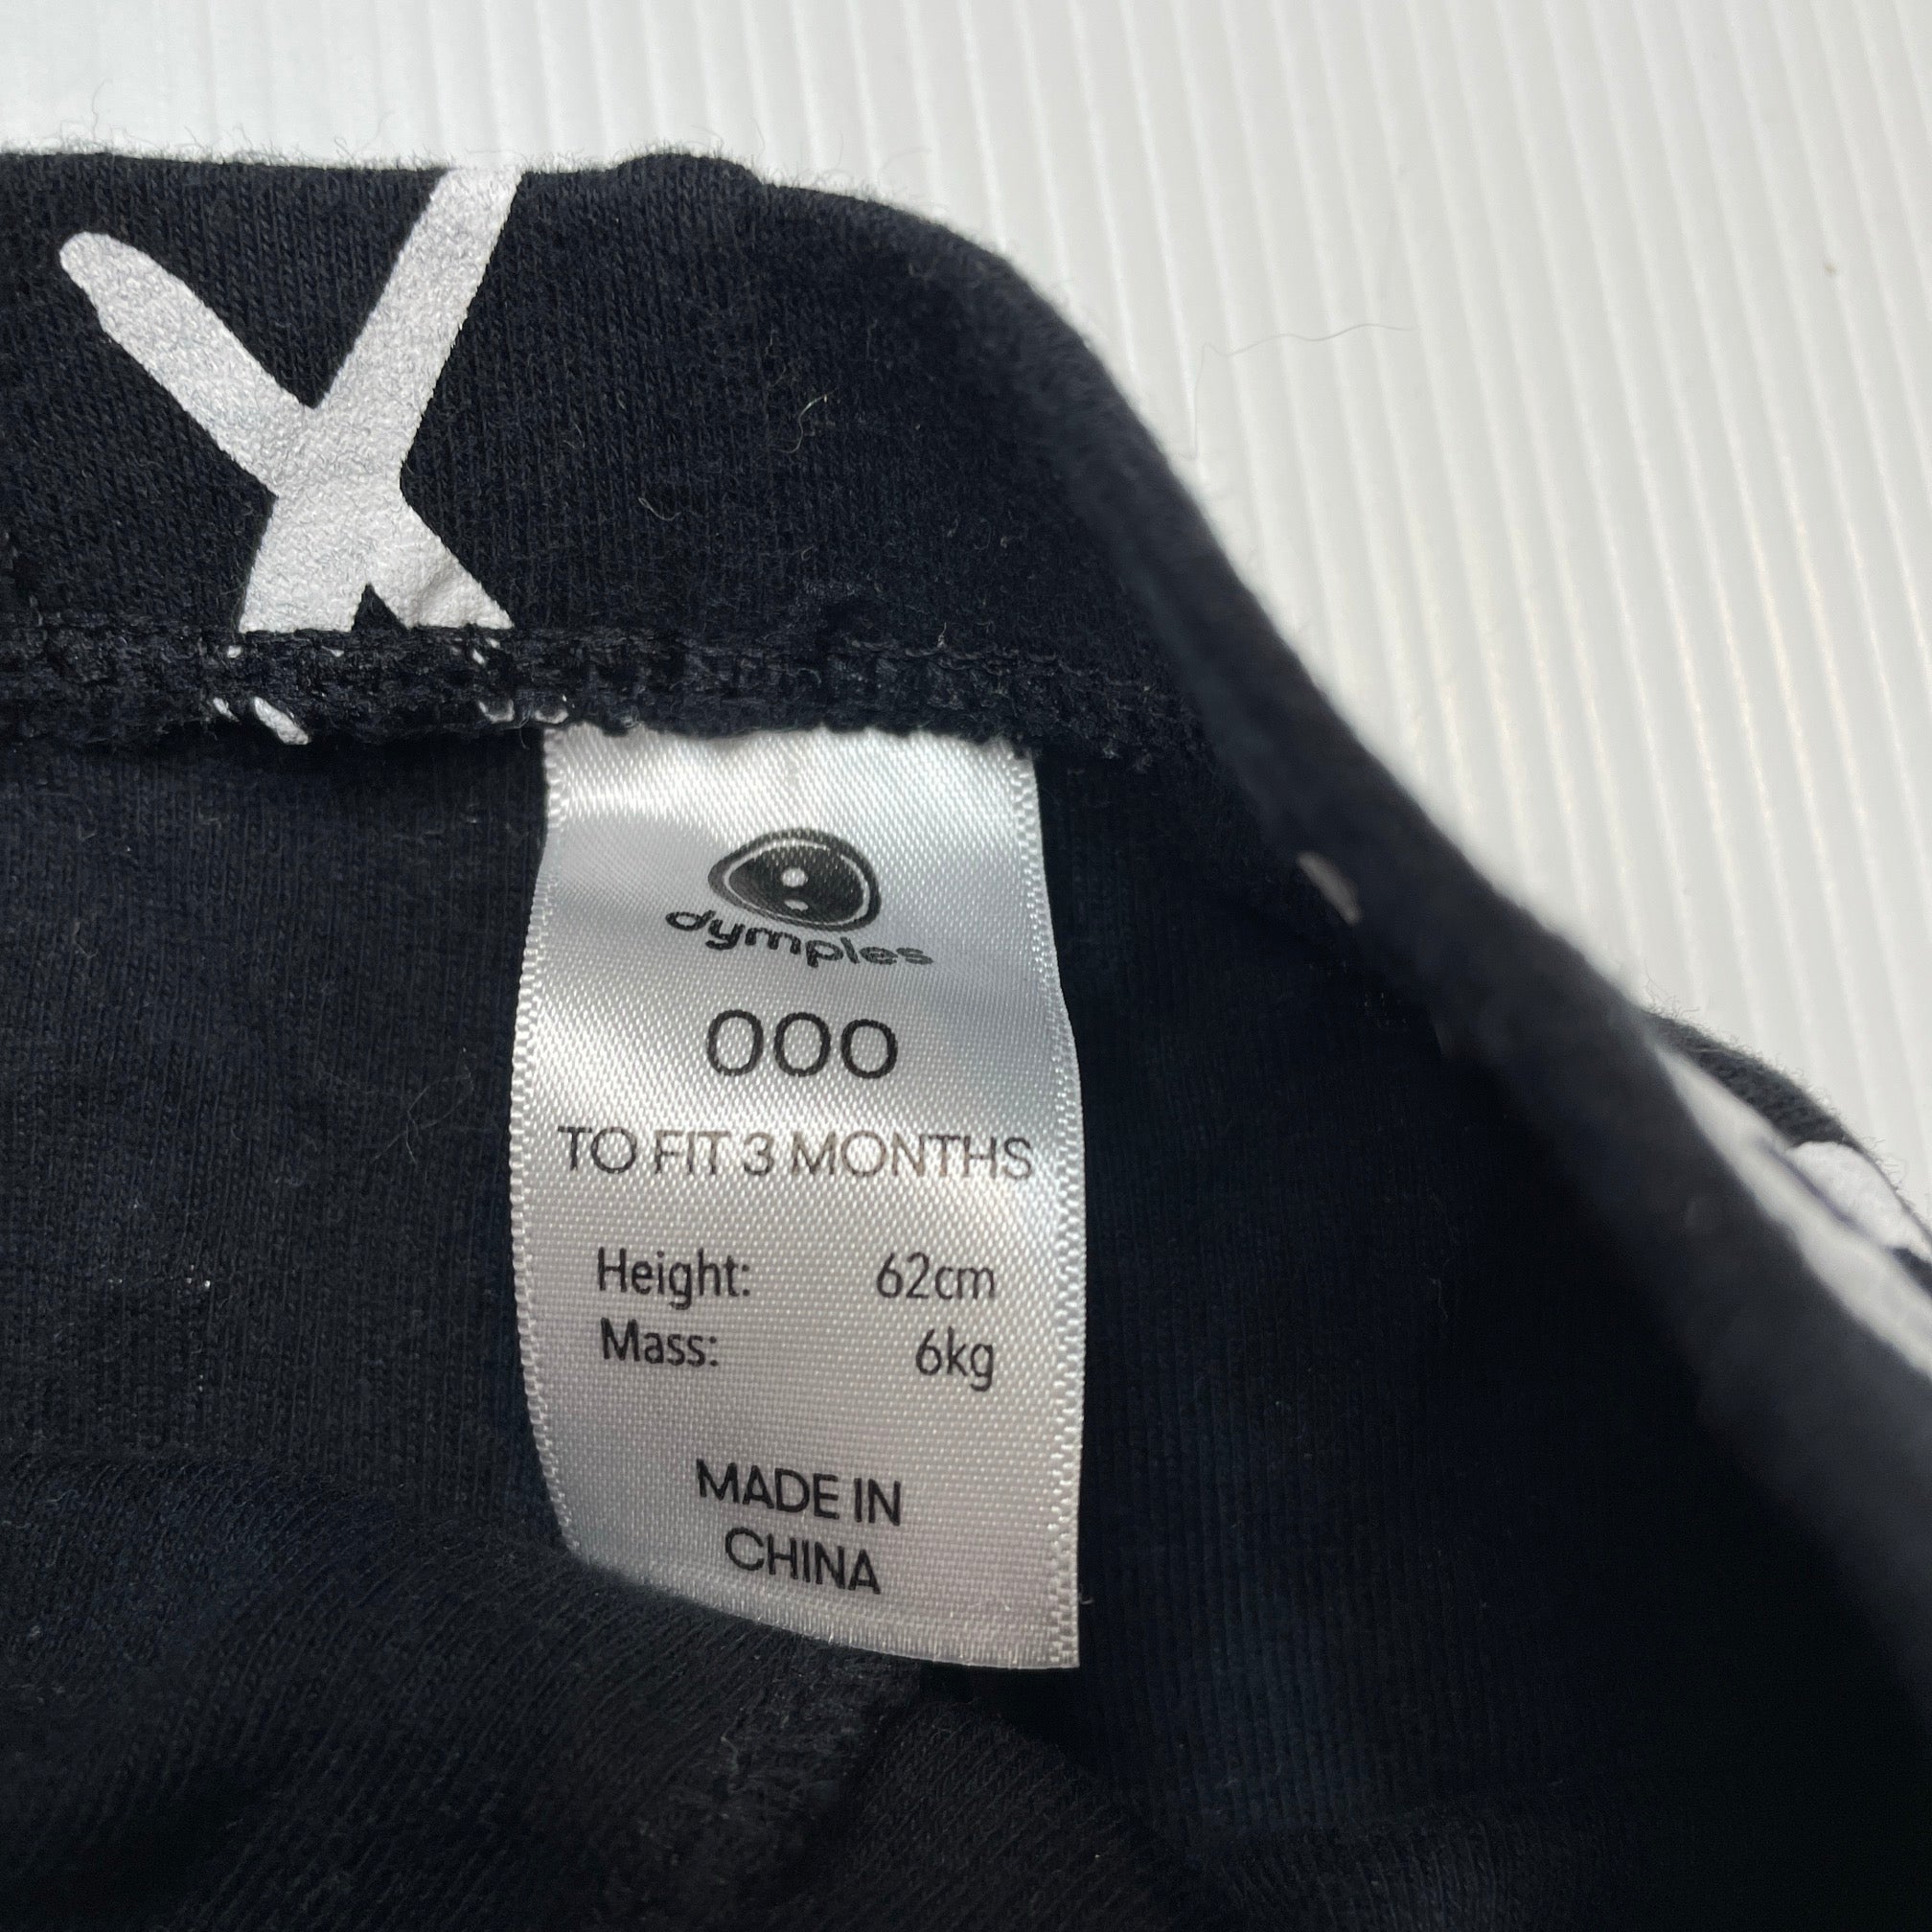 dymples
000
TO FIT 3 MONTHS
Height: 62cm
Mass: 6kg
MADE IN
CHINA